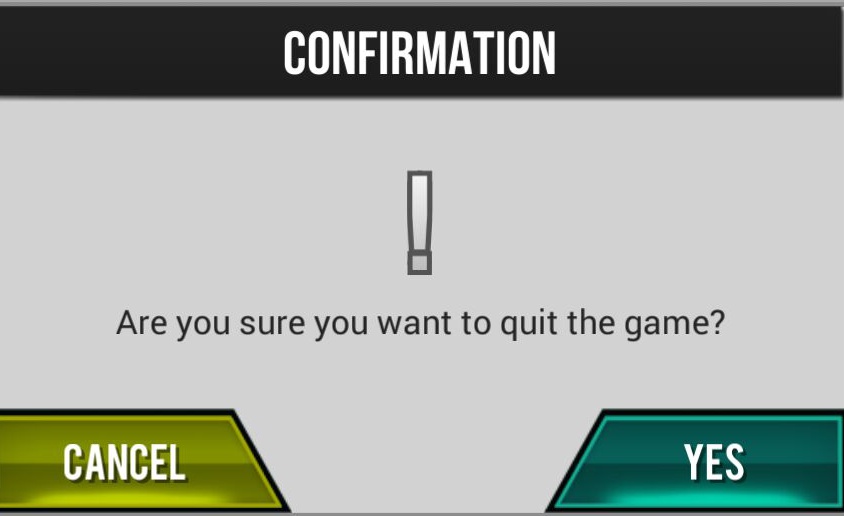 CONFIRMATION
!
Are you sure you want to quit the game?
CANCEL
YES